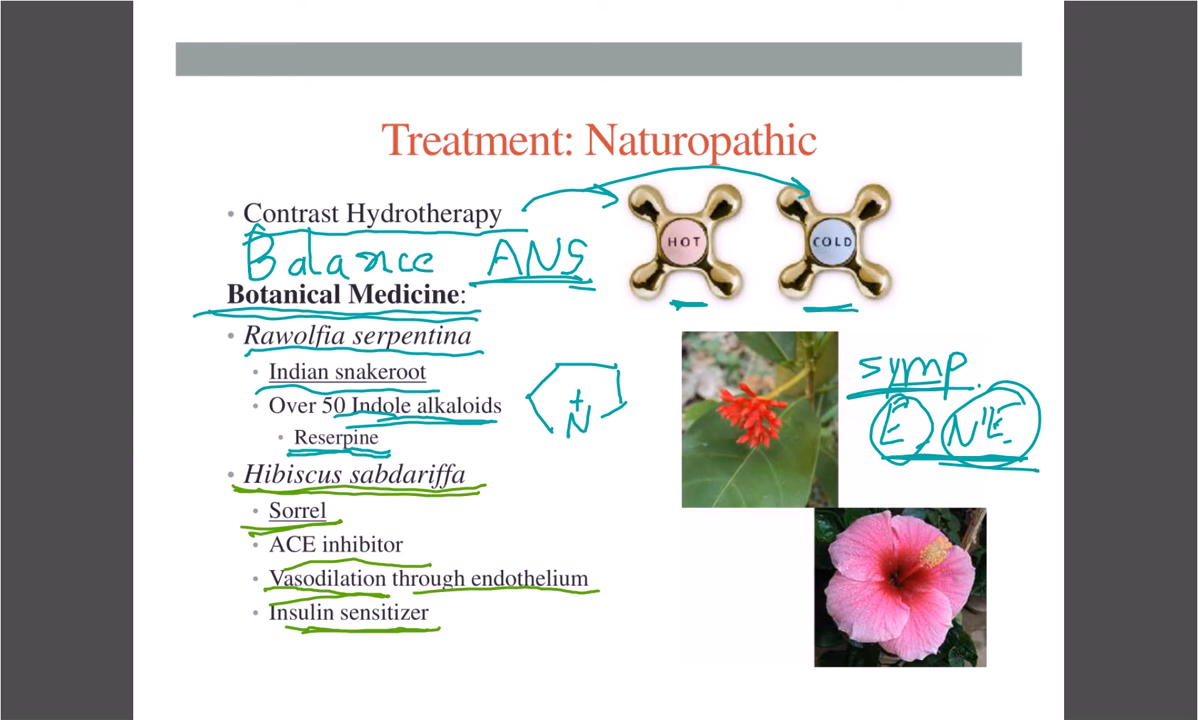 Treatment: Naturopathic
• Contrast Hydrotherapy
HOT
COLD
Balance ANS
Botanical Medicine:
• Rawolfia serpentina
• Indian snakeroot
• Over 50 Indole alkaloids
• Reserpine
+
N
symp.
E NE
• Hibiscus sabdariffa
• Sorrel
• ACE inhibitor
• Vasodilation through endothelium
• Insulin sensitizer